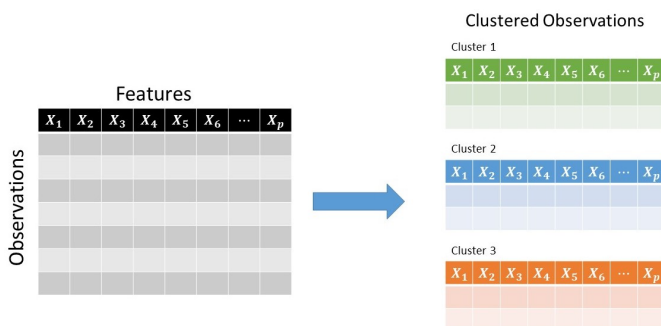 Clustered Observations
Cluster 1
X₁ X₂ X₃ X₄ X₅ X₆ ⋯ Xₚ
Features
X₁ X₂ X₃ X₄ X₅ X₆ ⋯ Xₚ
Observations
Cluster 2
X₁ X₂ X₃ X₄ X₅ X₆ ⋯ Xₚ
Cluster 3
X₁ X₂ X₃ X₄ X₅ X₆ ⋯ Xₚ